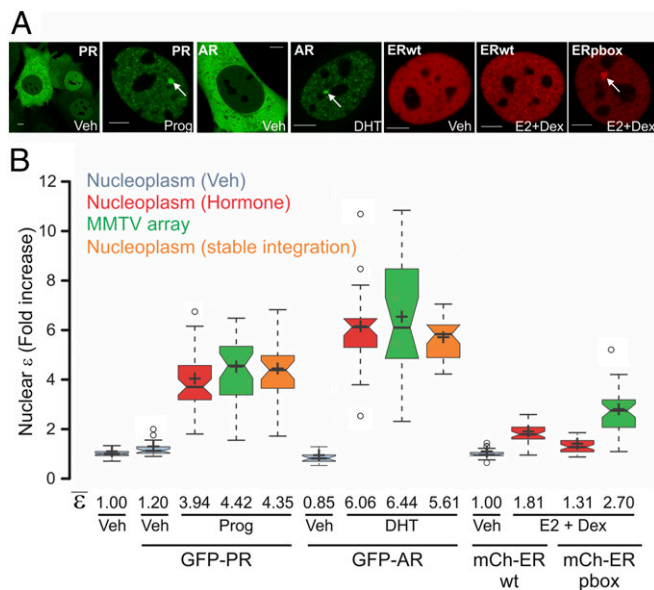 A
PR PR AR AR ERwt ERwt ERpbox
Veh Prog Veh DHT Veh E2+Dex E2+Dex
B
Nucleoplasm (Veh)
Nucleoplasm (Hormone)
MMTV array
Nucleoplasm (stable integration)
Nuclear ε (Fold increase)
12
10
8
6
4
2
0
ε̅ 1.00 1.20 3.94 4.42 4.35 0.85 6.06 6.44 5.61 1.00 1.81 1.31 2.70
Veh Veh Prog Veh DHT Veh E2 + Dex
GFP-PR GFP-AR mCh-ER mCh-ER
wt pbox